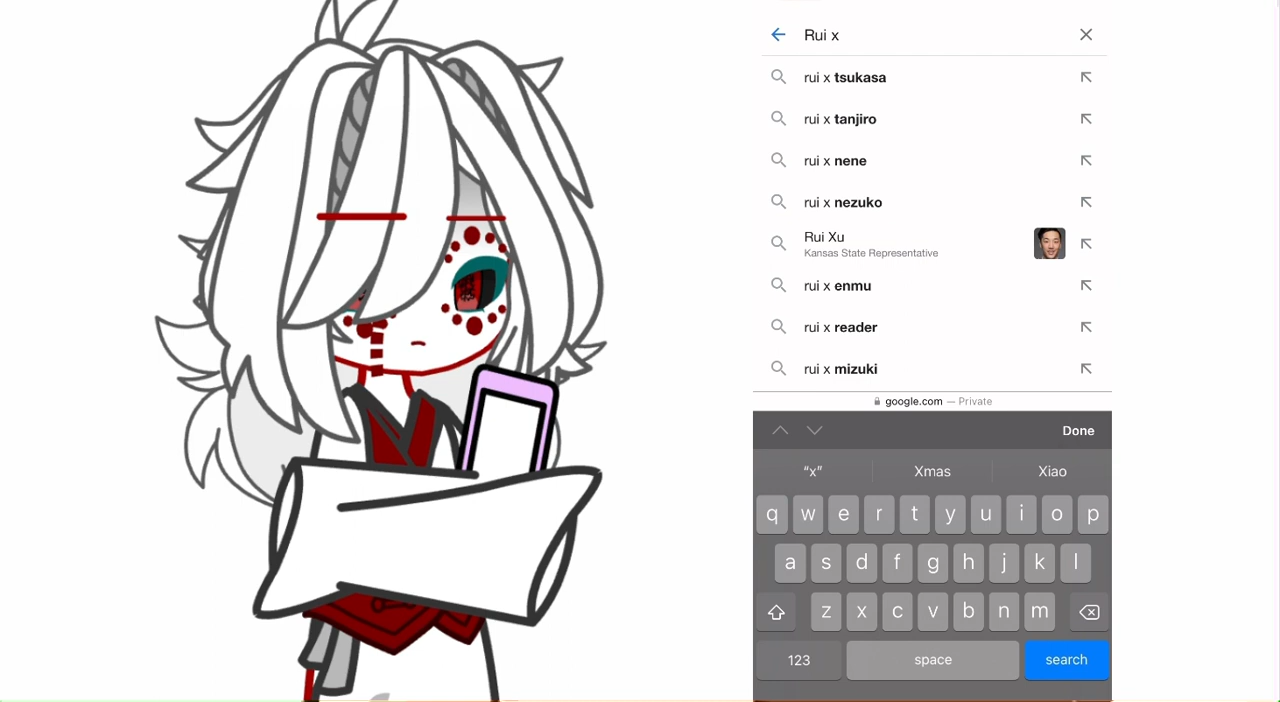 Rui x
rui x tsukasa
rui x tanjiro
rui x nene
rui x nezuko
Rui Xu
Kansas State Representative
rui x enmu
rui x reader
rui x mizuki
google.com — Private
Done
“x” Xmas Xiao
q w e r t y u i o p
a s d f g h j k l
z x c v b n m
123 space search